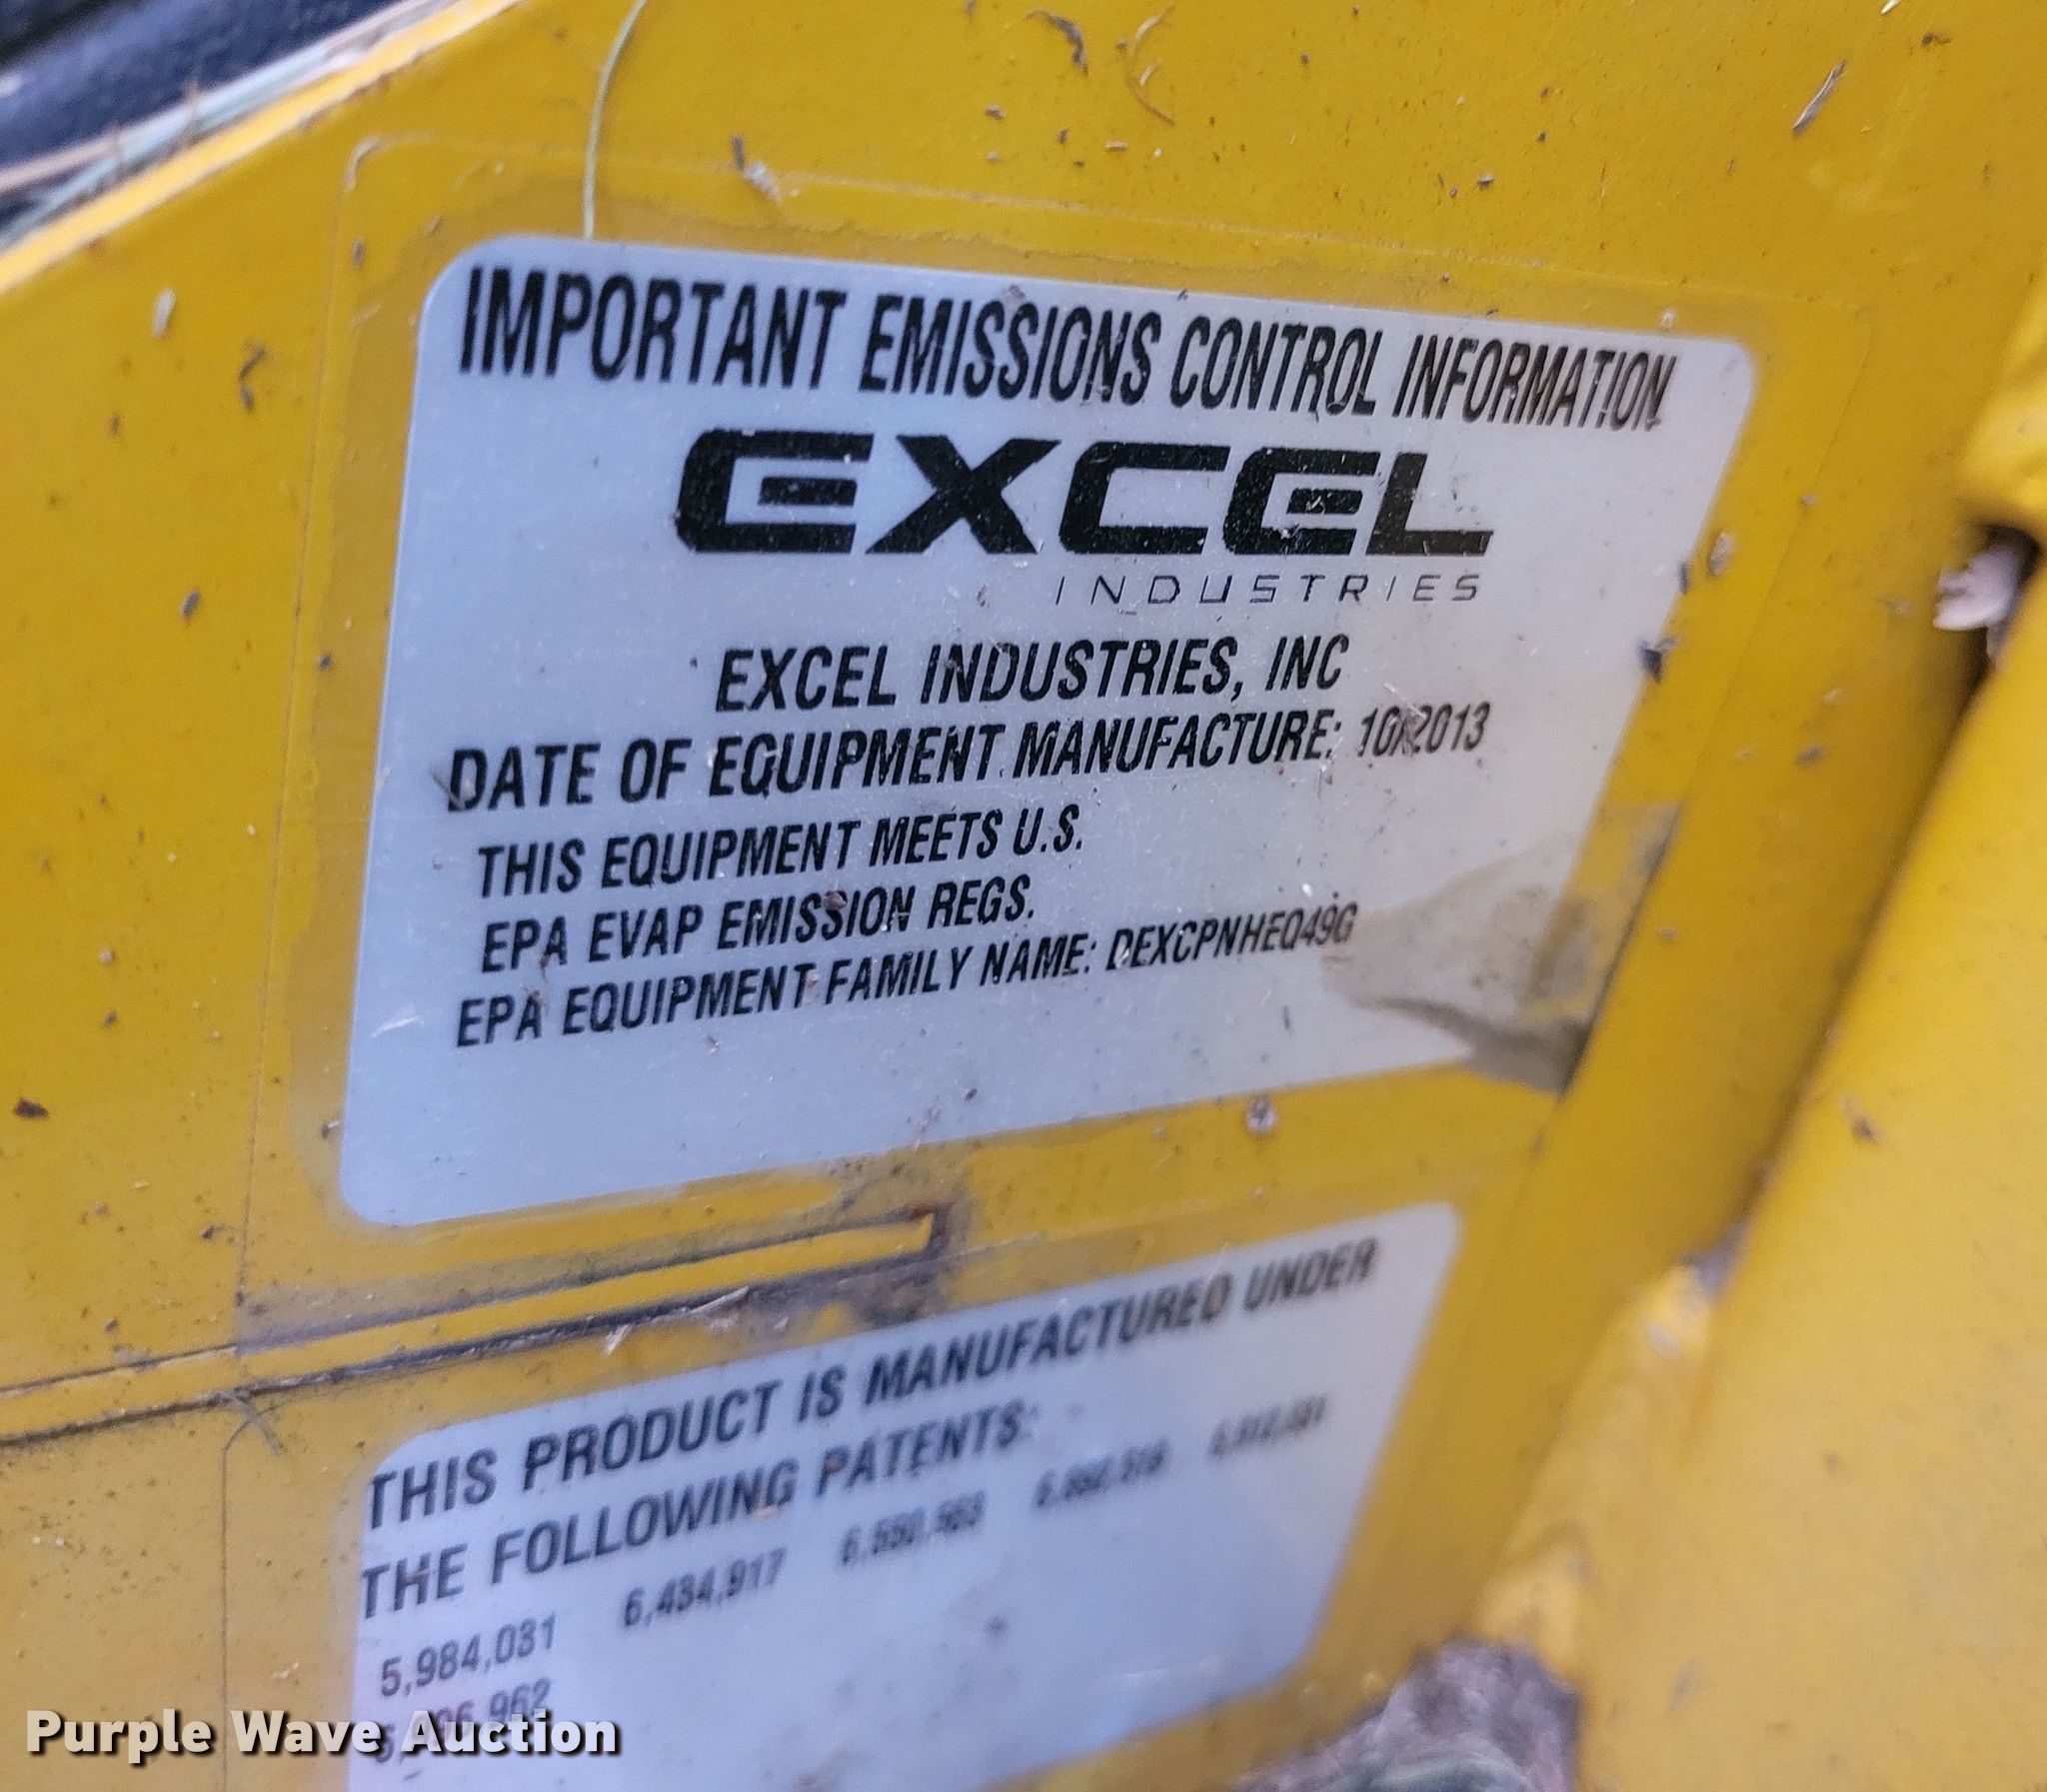 IMPORTANT EMISSIONS CONTROL INFORMATION
EXCEL
INDUSTRIES
EXCEL INDUSTRIES, INC
DATE OF EQUIPMENT MANUFACTURE: 10/2013
THIS EQUIPMENT MEETS U.S.
EPA EVAP EMISSION REGS.
EPA EQUIPMENT FAMILY NAME: DEXCPNHEQ49G
THIS PRODUCT IS MANUFACTURED UNDER
THE FOLLOWING PATENTS:
5,984,031 6,434,917
Purple Wave Auction